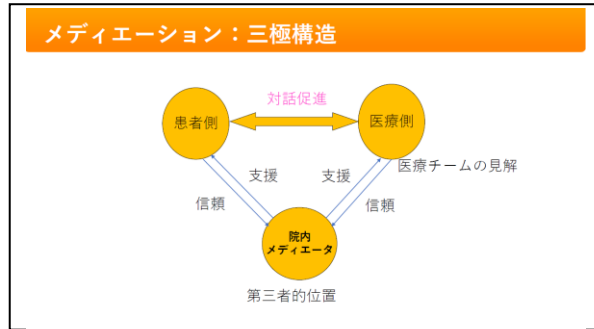 メディエーション：三極構造
対話促進
患者側
医療側
医療チームの見解
支援
支援
信頼
信頼
院内
メディエータ
第三者的位置